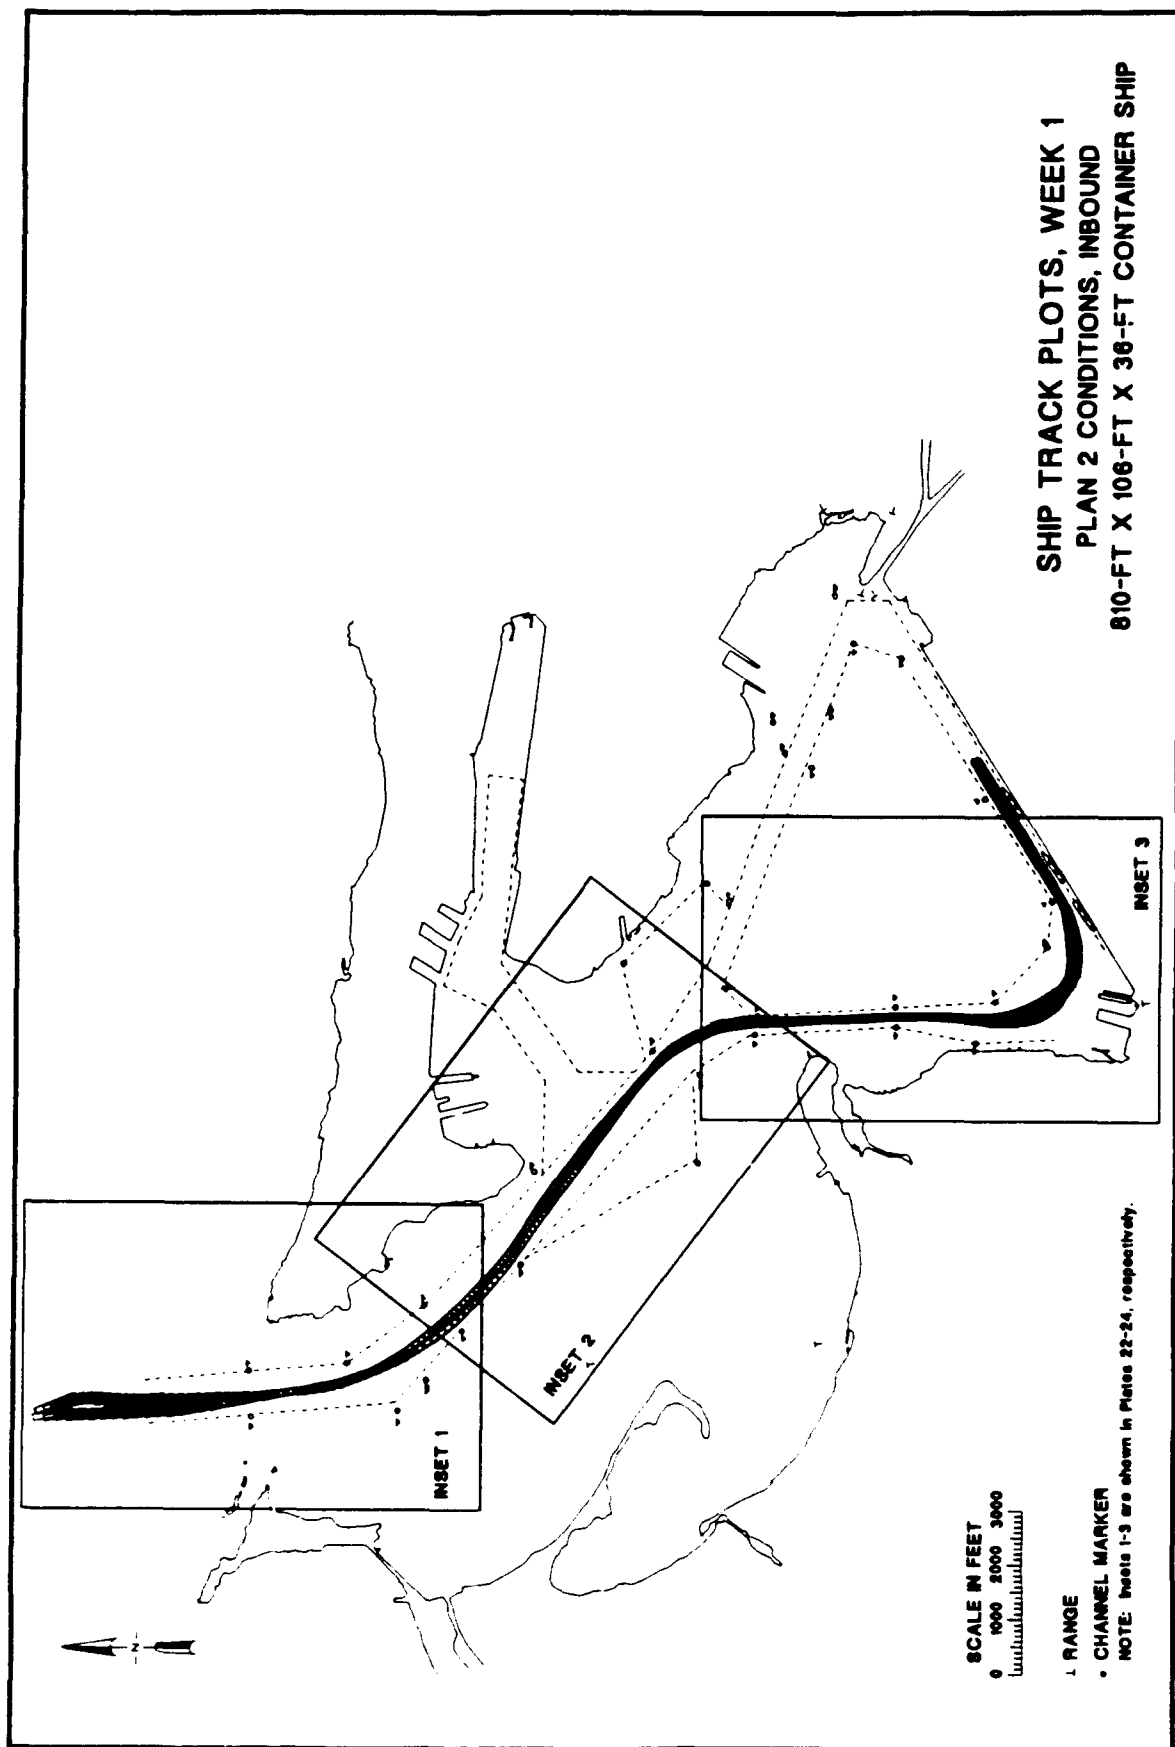 SHIP TRACK PLOTS, WEEK 1
PLAN 2 CONDITIONS, INBOUND
810-FT X 106-FT X 36-FT CONTAINER SHIP
INSET 1
INSET 2
INSET 3
N
SCALE IN FEET
0 1000 2000 3000
RANGE
CHANNEL MARKER
NOTE: Insets 1-3 are shown in Plates 22-24, respectively.